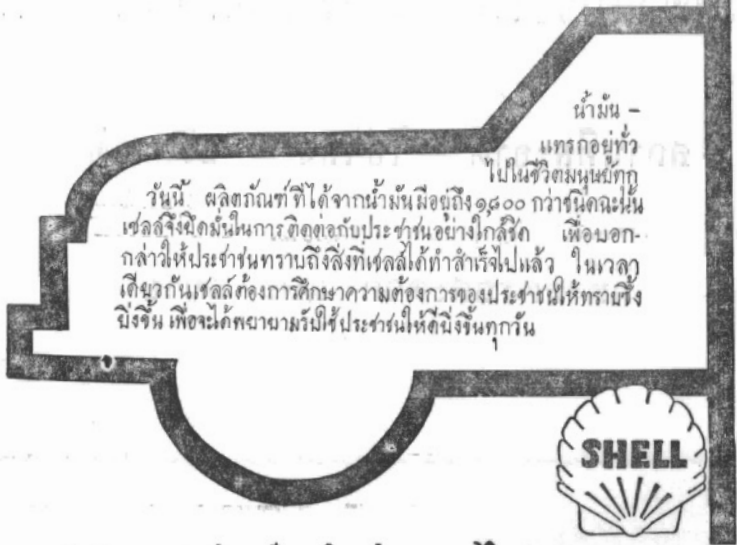 น้ำมัน –
แทรกอยู่ทั่ว
ไปในชีวิตมนุษย์ทุก
วันนี้ ผลิตภัณฑ์ที่ได้จากน้ำมันมีอยู่ถึง ๑,๘๐๐ กว่าชนิดฉะนั้น
เชลล์จึงยึดมั่นในการติดต่อกับประชาชนอย่างใกล้ชิด เพื่อบอก-
กล่าวให้ประชาชนทราบถึงสิ่งที่เชลล์ได้ทำสำเร็จไปแล้ว ในเวลา
เดียวกันเชลล์ต้องการศึกษาความต้องการของประชาชนให้ทราบซึ้ง
ยิ่งขึ้น เพื่อจะได้พยายามรับใช้ประชาชนให้ดียิ่งขึ้นทุกวัน
SHELL